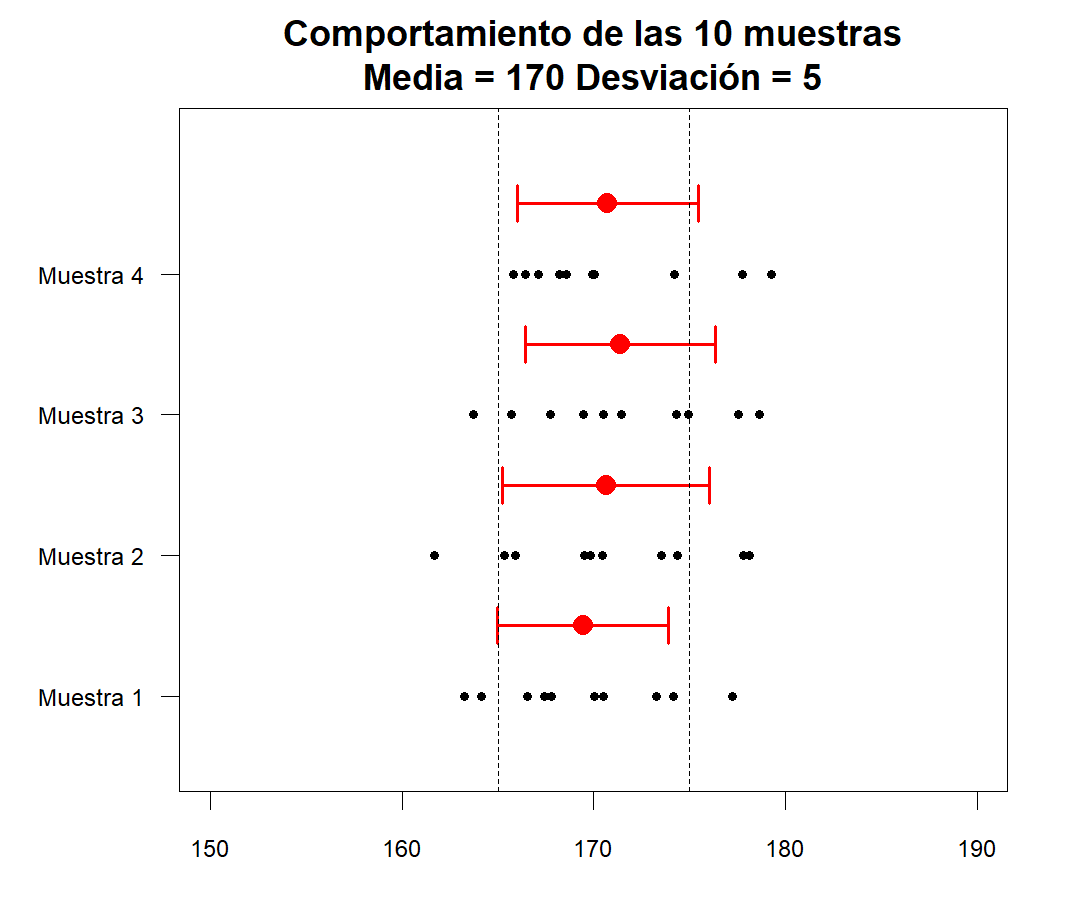 Comportamiento de las 10 muestras
Media = 170 Desviación = 5
Muestra 4
Muestra 3
Muestra 2
Muestra 1
150 160 170 180 190